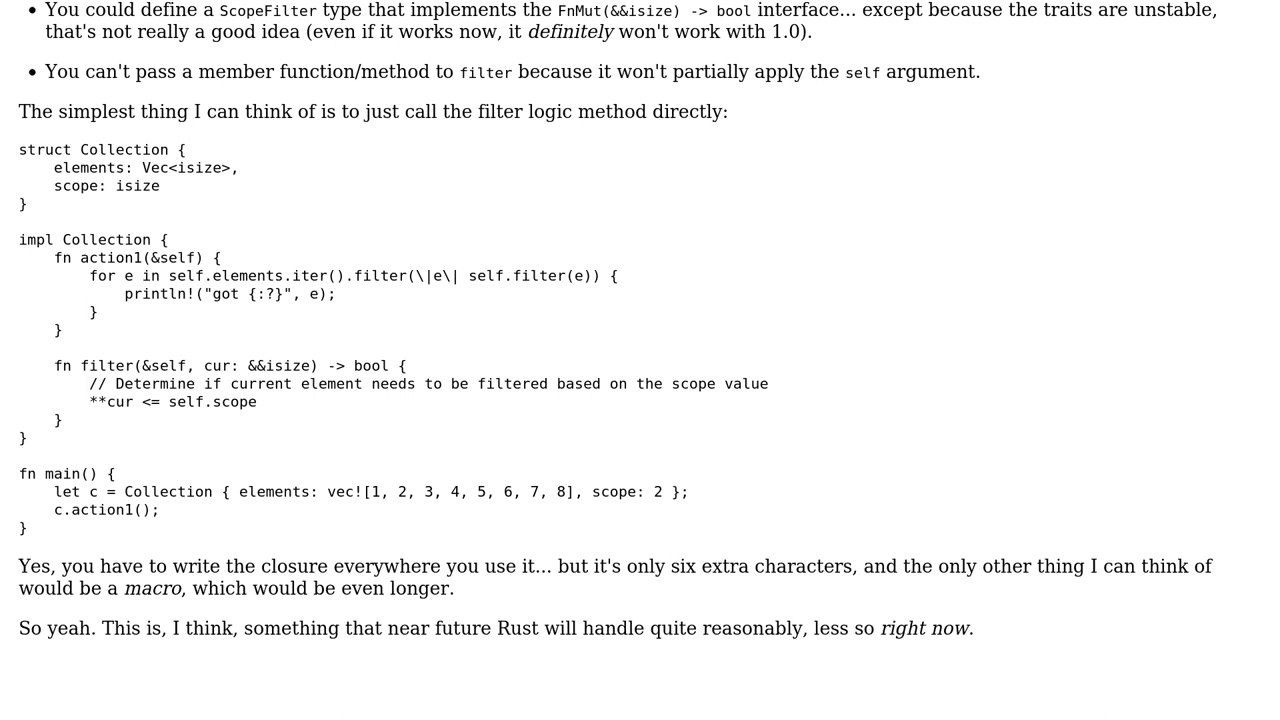 • You could define a ScopeFilter type that implements the FnMut(&&isize) -> bool interface... except because the traits are unstable,
that's not really a good idea (even if it works now, it definitely won't work with 1.0).
• You can't pass a member function/method to filter because it won't partially apply the self argument.
The simplest thing I can think of is to just call the filter logic method directly:
struct Collection {
    elements: Vec<isize>,
    scope: isize
}
impl Collection {
    fn action1(&self) {
        for e in self.elements.iter().filter(\|e\| self.filter(e)) {
            println!("got {:?}", e);
        }
    }
    fn filter(&self, cur: &&isize) -> bool {
        // Determine if current element needs to be filtered based on the scope value
        **cur <= self.scope
    }
}
fn main() {
    let c = Collection { elements: vec![1, 2, 3, 4, 5, 6, 7, 8], scope: 2 };
    c.action1();
}
Yes, you have to write the closure everywhere you use it... but it's only six extra characters, and the only other thing I can think of
would be a macro, which would be even longer.
So yeah. This is, I think, something that near future Rust will handle quite reasonably, less so right now.